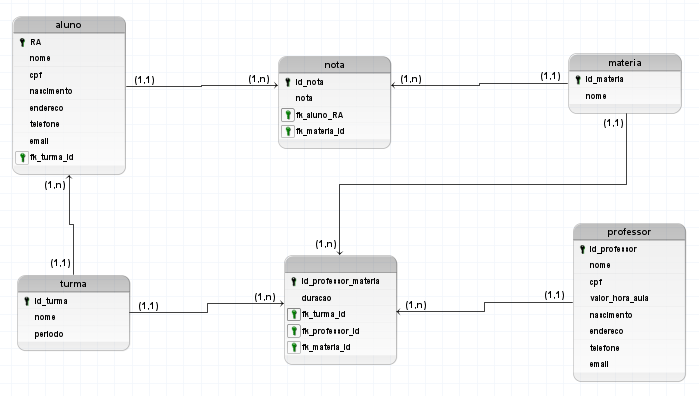 aluno
RA
nome
cpf
nascimento
endereco
telefone
email
fk_turma_id
(1,1)
(1,n)
nota
id_nota
nota
fk_aluno_RA
fk_materia_id
(1,n)
(1,1)
materia
id_materia
nome
(1,1)
(1,n)
(1,n)
(1,1)
turma
id_turma
nome
periodo
(1,1)
(1,n)
id_professor_materia
duracao
fk_turma_id
fk_professor_id
fk_materia_id
(1,n)
(1,1)
professor
id_professor
nome
cpf
valor_hora_aula
nascimento
endereco
telefone
email